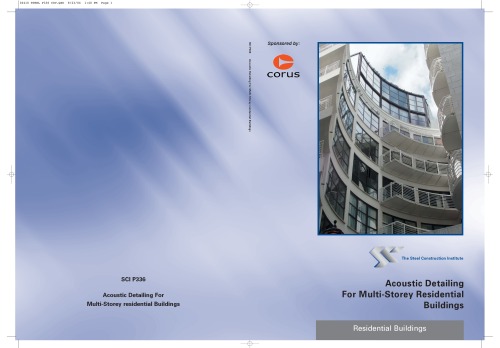 Sponsored by:
corus
The Steel Construction Institute
SCI P336
Acoustic Detailing For
Multi-Storey residential Buildings
Acoustic Detailing
For Multi-Storey Residential
Buildings
Residential Buildings